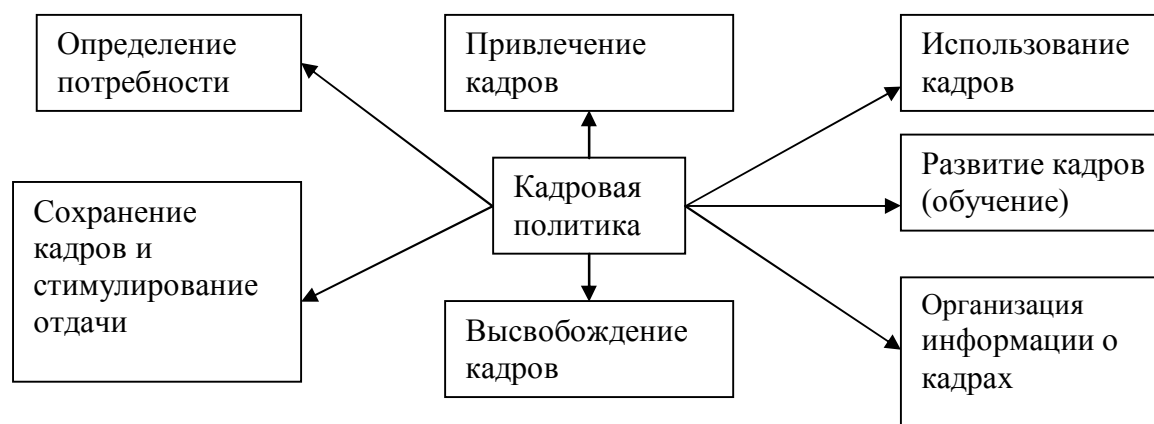 Определение
потребности
Привлечение
кадров
Использование
кадров
Сохранение
кадров и
стимулирование
отдачи
Кадровая
политика
Развитие кадров
(обучение)
Высвобождение
кадров
Организация
информации о
кадрах